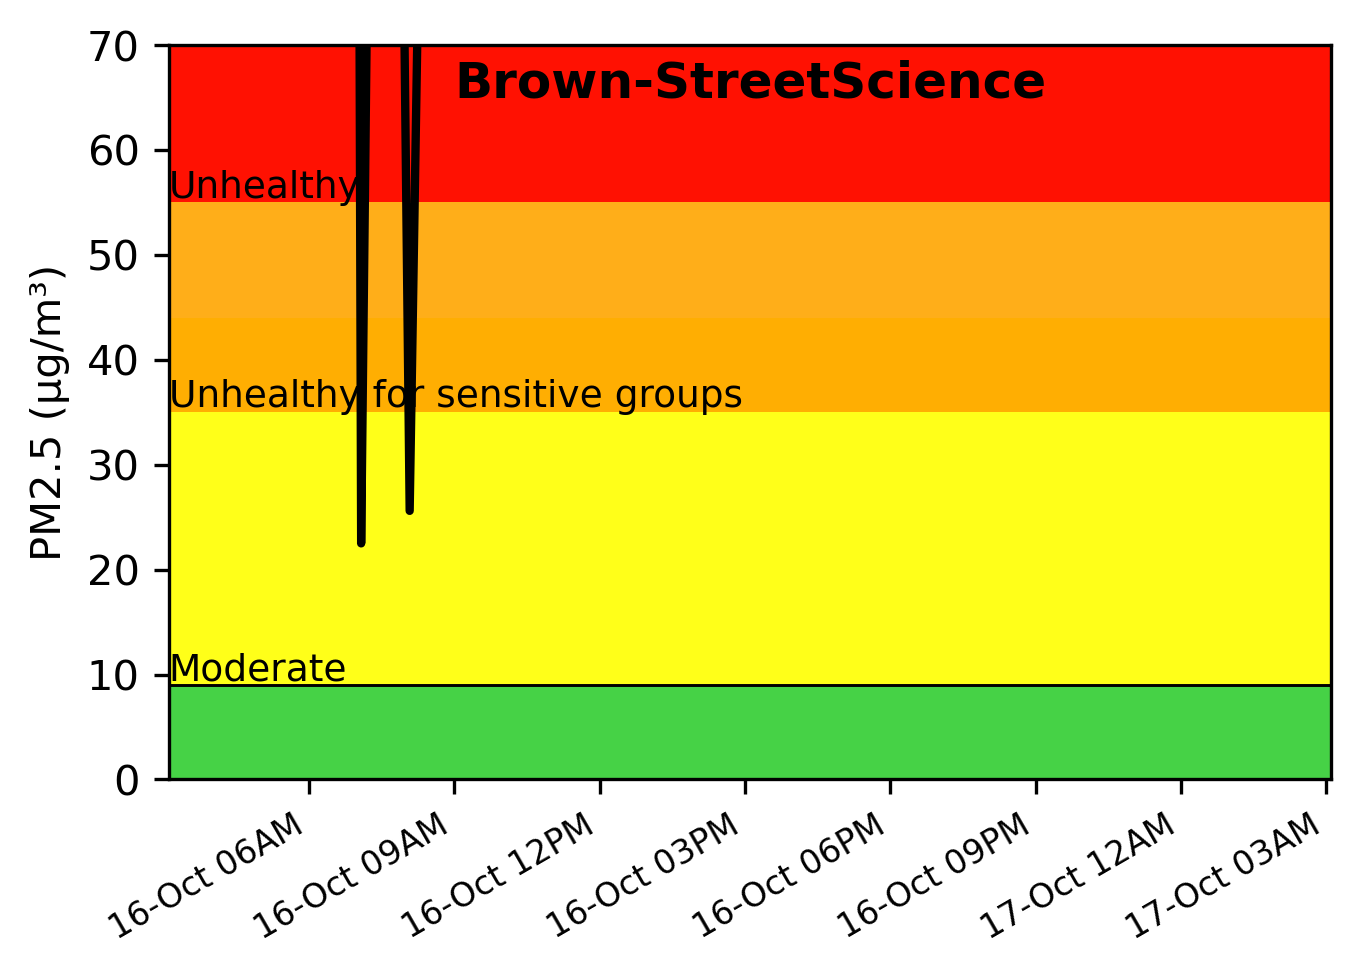 Brown-StreetScience
PM2.5 (µg/m³)
70
60
50
40
30
20
10
0
Unhealthy
Unhealthy for sensitive groups
Moderate
16-Oct 06AM
16-Oct 09AM
16-Oct 12PM
16-Oct 03PM
16-Oct 06PM
16-Oct 09PM
17-Oct 12AM
17-Oct 03AM